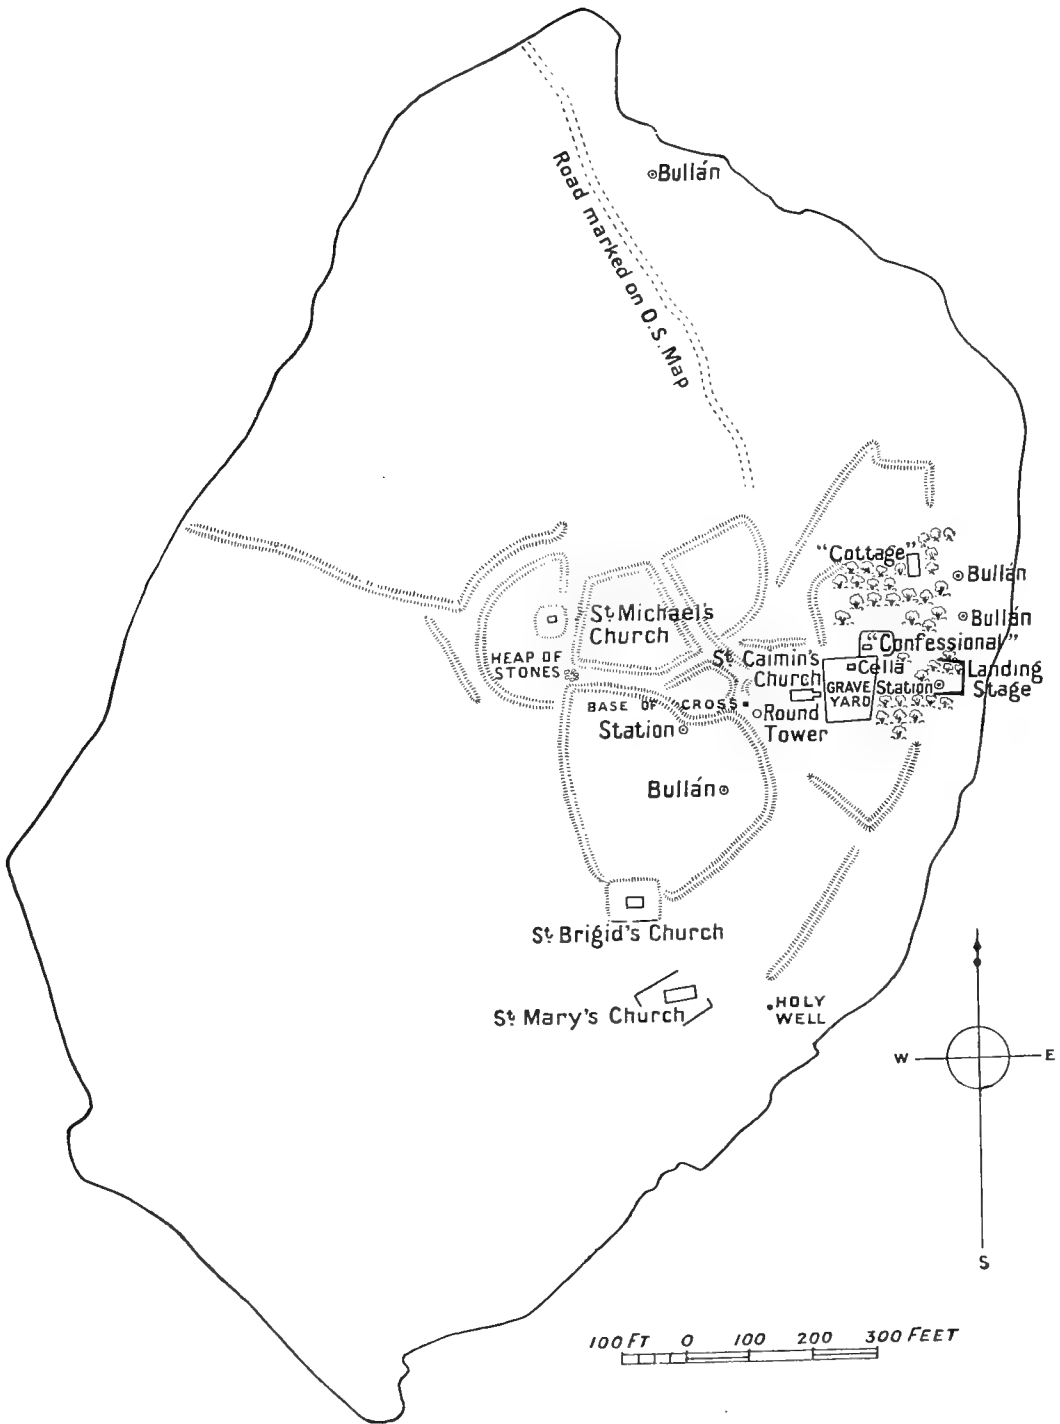 Bullán
Road marked on O.S. Map
"Cottage"
Bullán
Bullán
St. Michael's
Church
"Confessional"
HEAP OF
STONES
St. Caimin's
Church
Cella
GRAVE
YARD
Station
Landing
Stage
BASE OF CROSS
Round
Tower
Station
Bullán
St. Brigid's Church
St. Mary's Church
HOLY
WELL
W E
S
100 FT 0 100 200 300 FEET